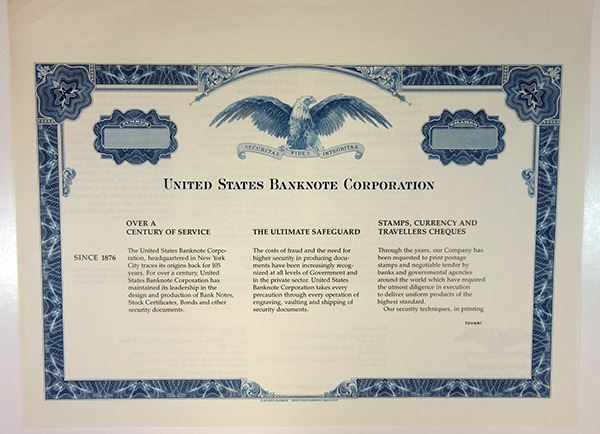 NUMBER
SHARES
SECURITAS FIDES INTEGRITAS
UNITED STATES BANKNOTE CORPORATION
SINCE 1876
OVER A
CENTURY OF SERVICE
The United States Banknote Corpo-
ration, headquartered in New York
City traces its origins back for 105
years. For over a century, United
States Banknote Corporation has
maintained its leadership in the
design and production of Bank Notes,
Stock Certificates, Bonds and other
security documents.
THE ULTIMATE SAFEGUARD
The costs of fraud and the need for
higher security in producing docu-
ments have been increasingly recog-
nized at all levels of Government and
in the private sector. United States
Banknote Corporation takes every
precaution through every operation of
engraving, vaulting and shipping of
security documents.
STAMPS, CURRENCY AND
TRAVELLERS CHEQUES
Through the years, our Company has
been requested to print postage
stamps and negotiable tender by
banks and governmental agencies
around the world which have required
the utmost diligence in execution
to deliver uniform products of the
highest standard.
Our security techniques, in printing
(OVER)